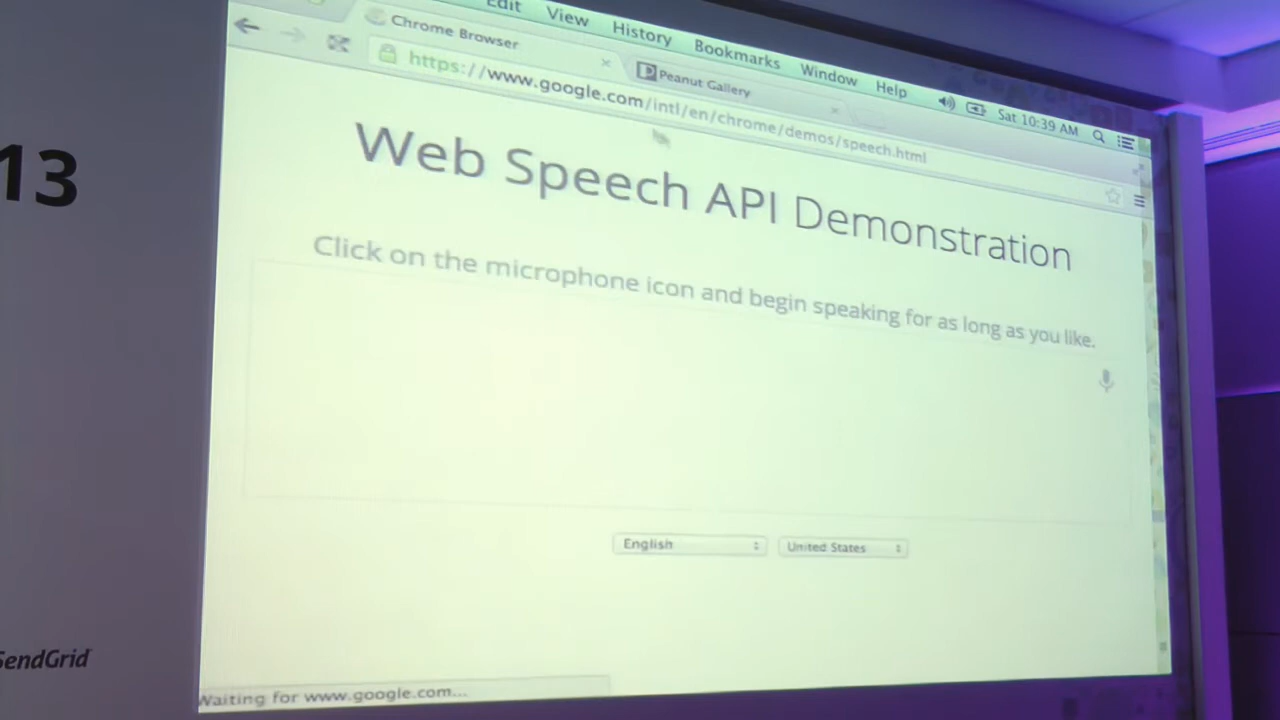 Edit View History Bookmarks Window Help Sat 10:39 AM
Chrome Browser
Peanut Gallery
https://www.google.com/intl/en/chrome/demos/speech.html
Web Speech API Demonstration
Click on the microphone icon and begin speaking for as long as you like.
English
United States
Waiting for www.google.com...
13
SendGrid